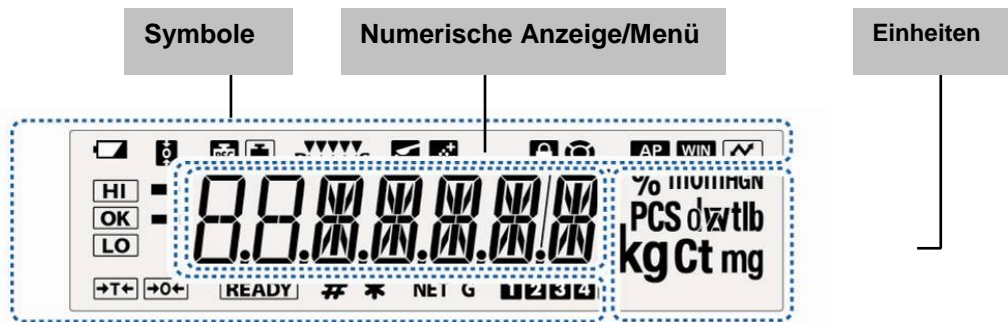 Symbole Numerische Anzeige/Menü Einheiten
AP WIN
HI
OK
LO
PCS
kg Ct mg
→T← →0← READY # * NET G 1 2 3 4